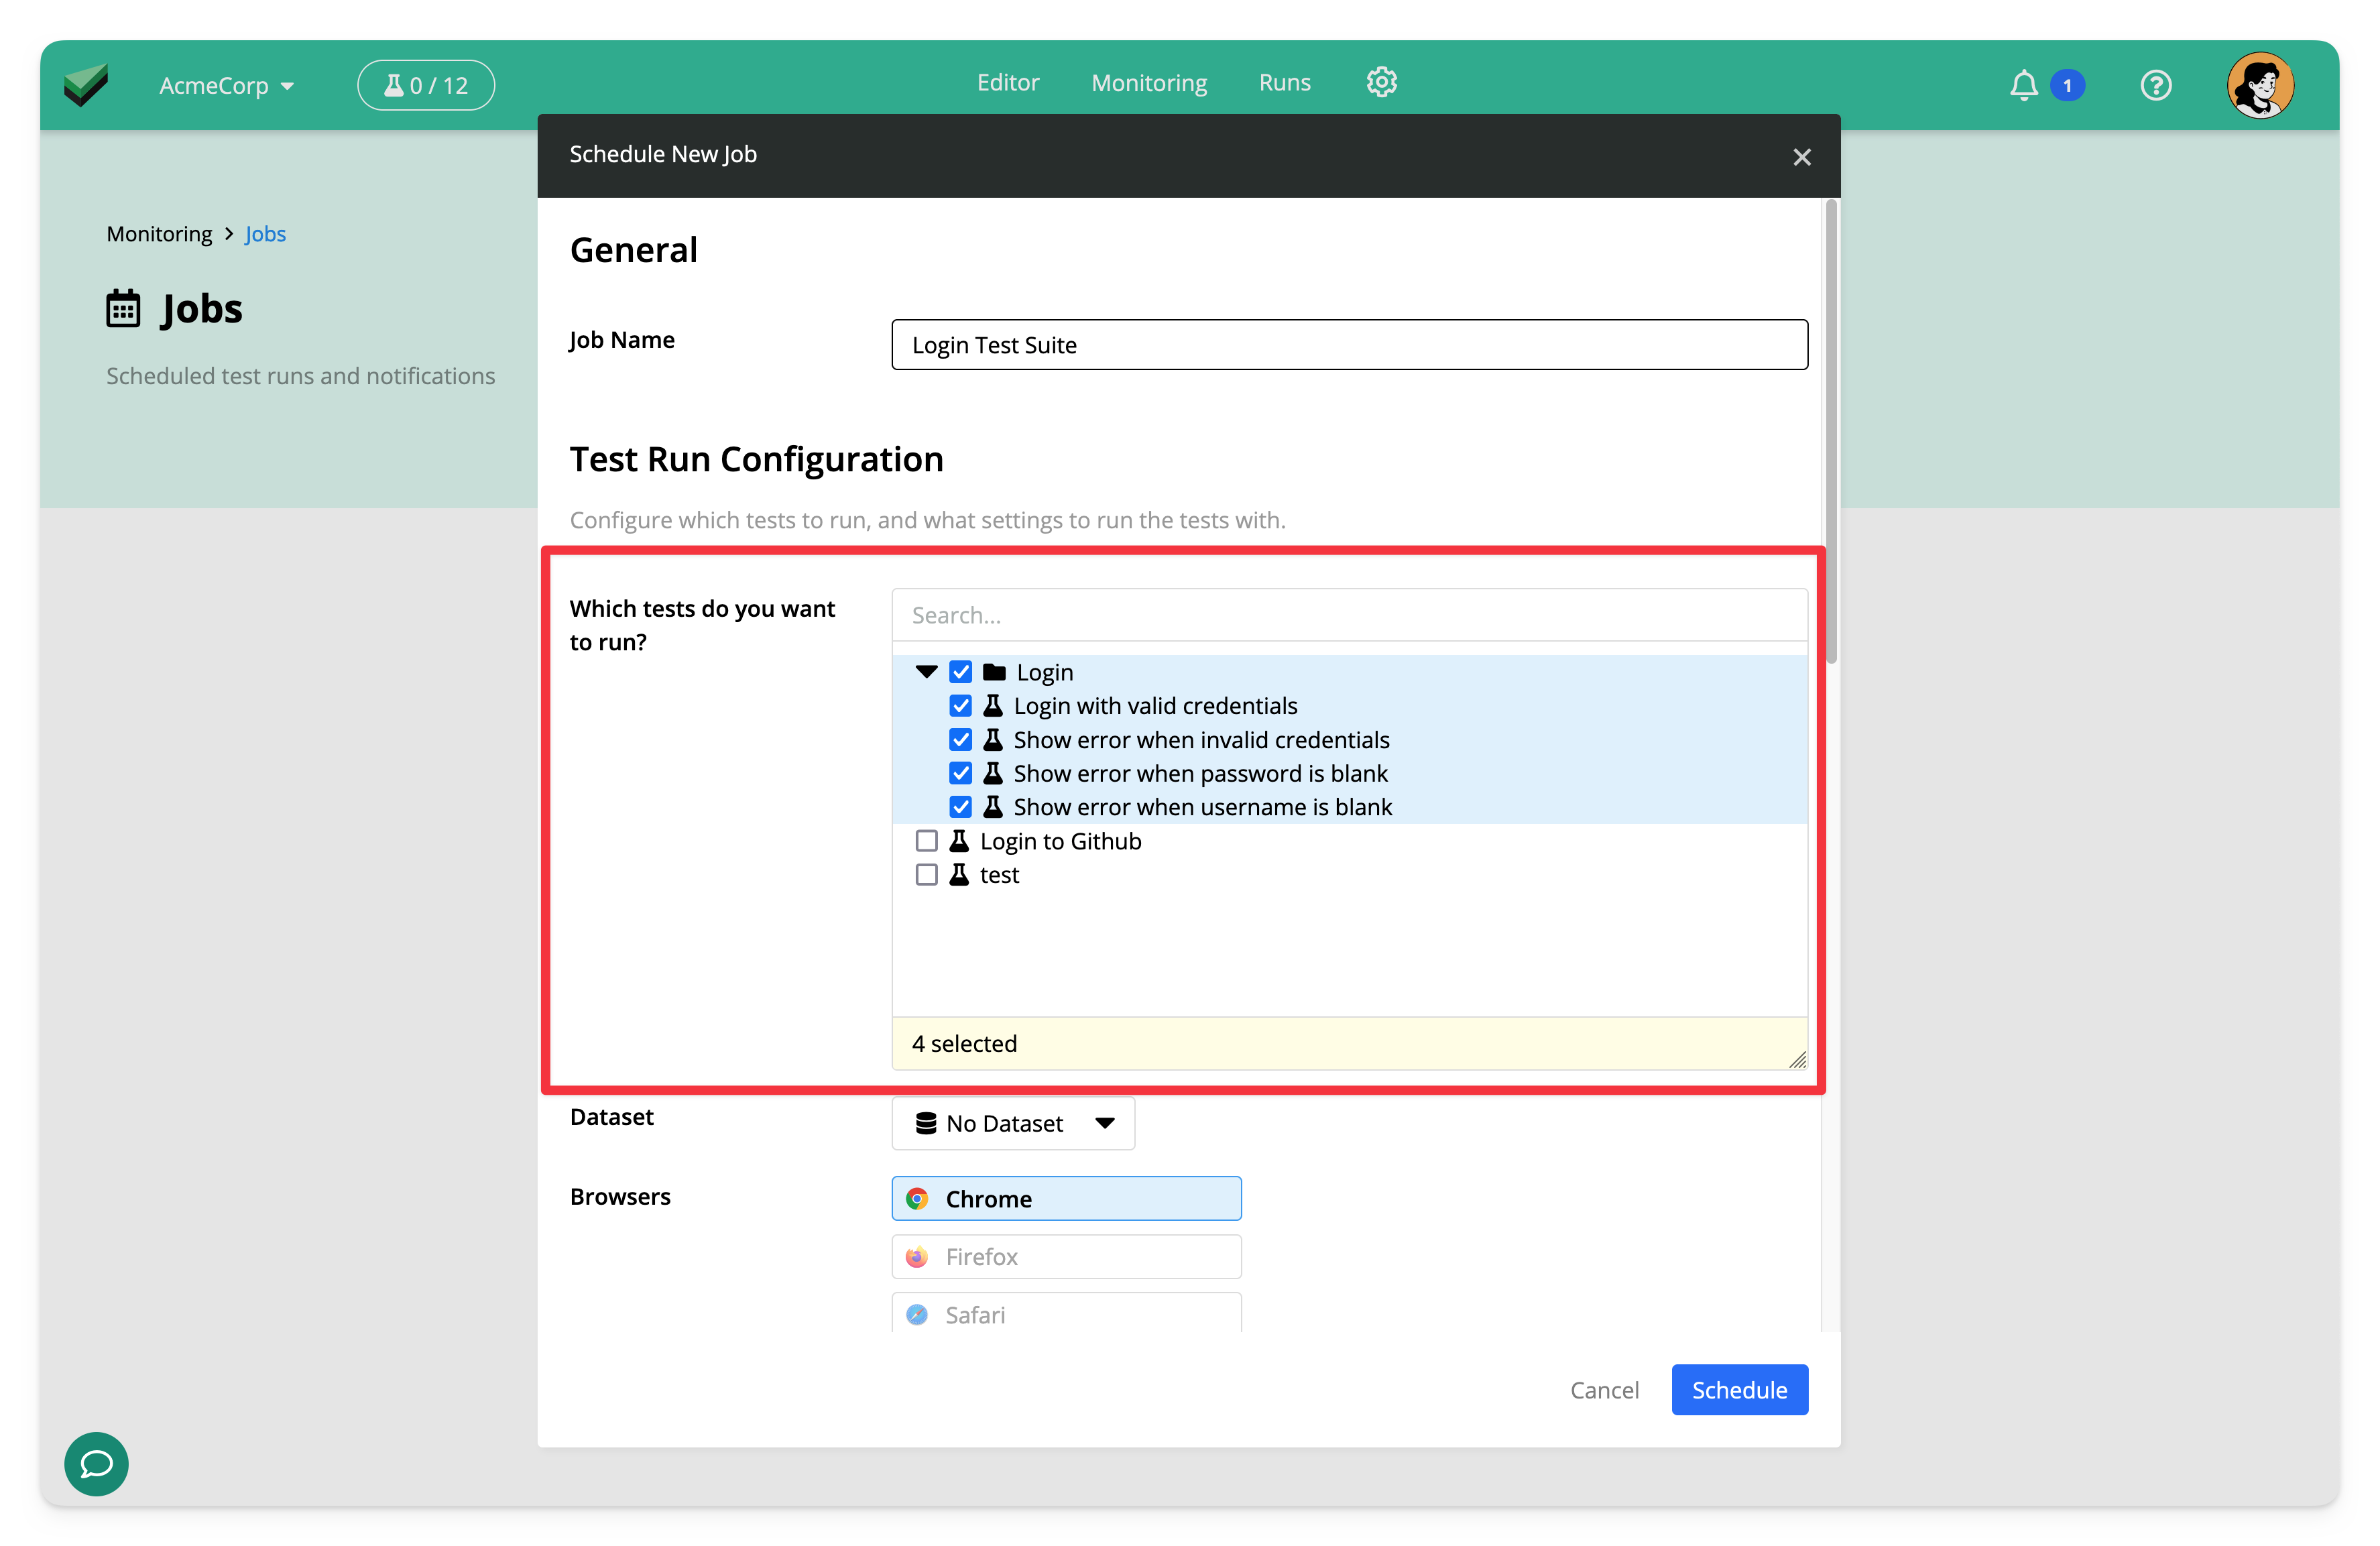 AcmeCorp
0 / 12
Editor
Monitoring
Runs
1
Monitoring > Jobs
Jobs
Scheduled test runs and notifications
Schedule New Job
General
Job Name
Login Test Suite
Test Run Configuration
Configure which tests to run, and what settings to run the tests with.
Which tests do you want
to run?
Search...
Login
Login with valid credentials
Show error when invalid credentials
Show error when password is blank
Show error when username is blank
Login to Github
test
4 selected
Dataset
No Dataset
Browsers
Chrome
Firefox
Safari
Cancel
Schedule